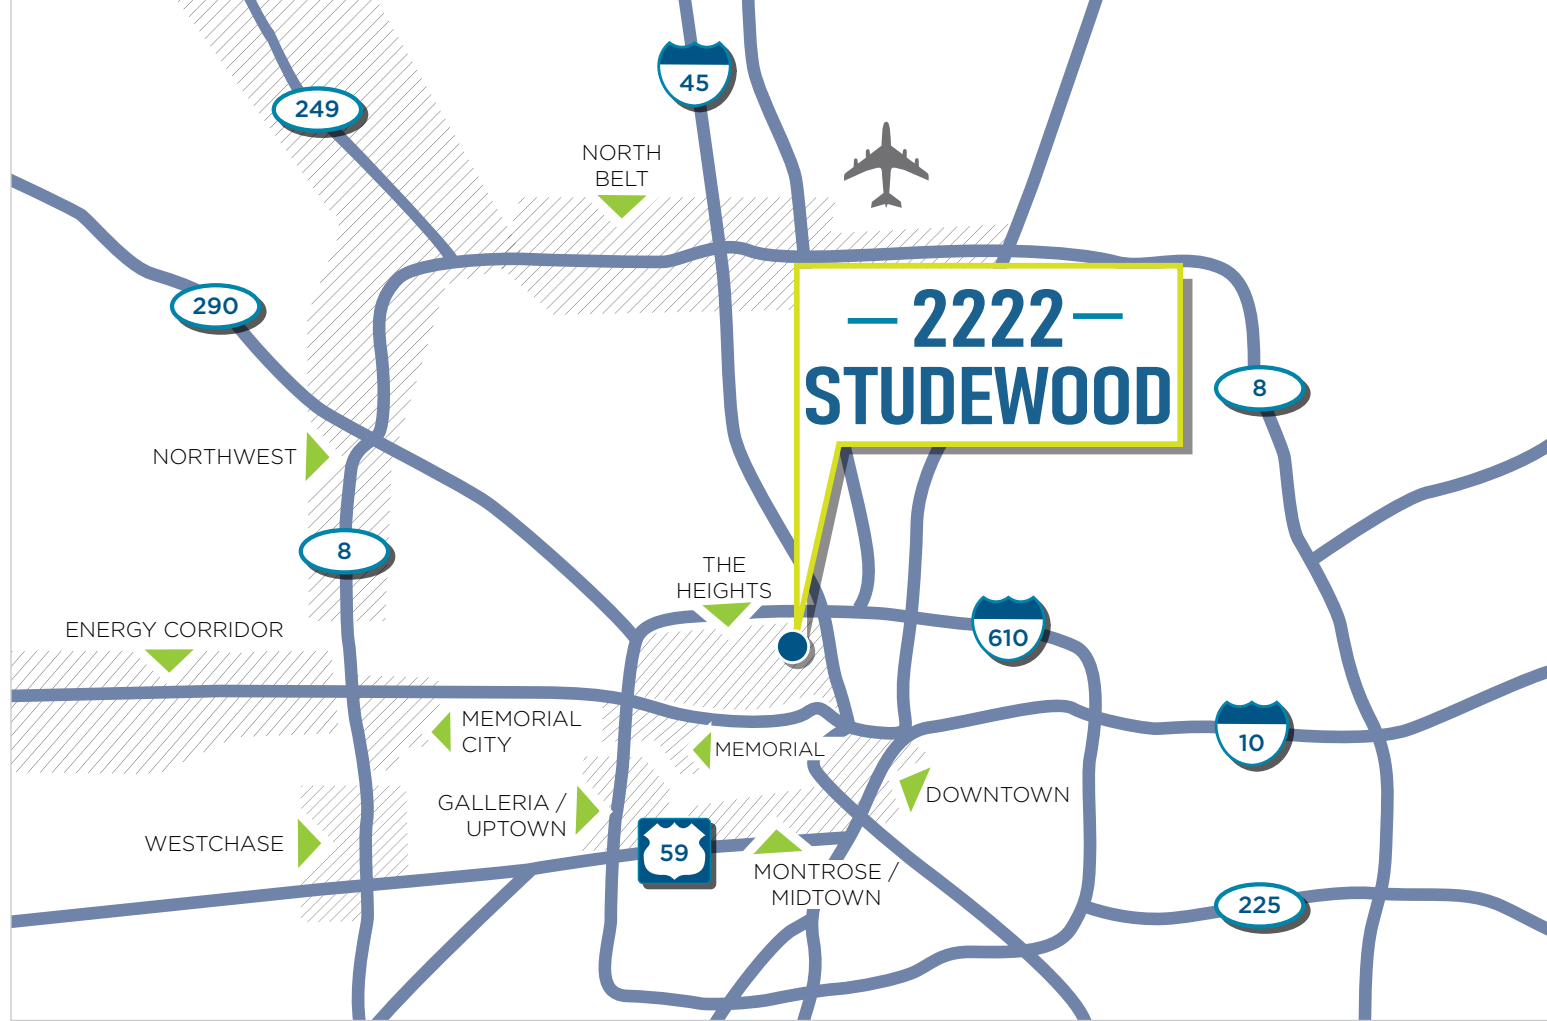 45
249
NORTH
BELT
290
— 2222 —
STUDEWOOD
8
NORTHWEST
8
THE
HEIGHTS
610
ENERGY CORRIDOR
MEMORIAL
CITY
MEMORIAL
10
GALLERIA /
UPTOWN
DOWNTOWN
WESTCHASE
59
MONTROSE /
MIDTOWN
225